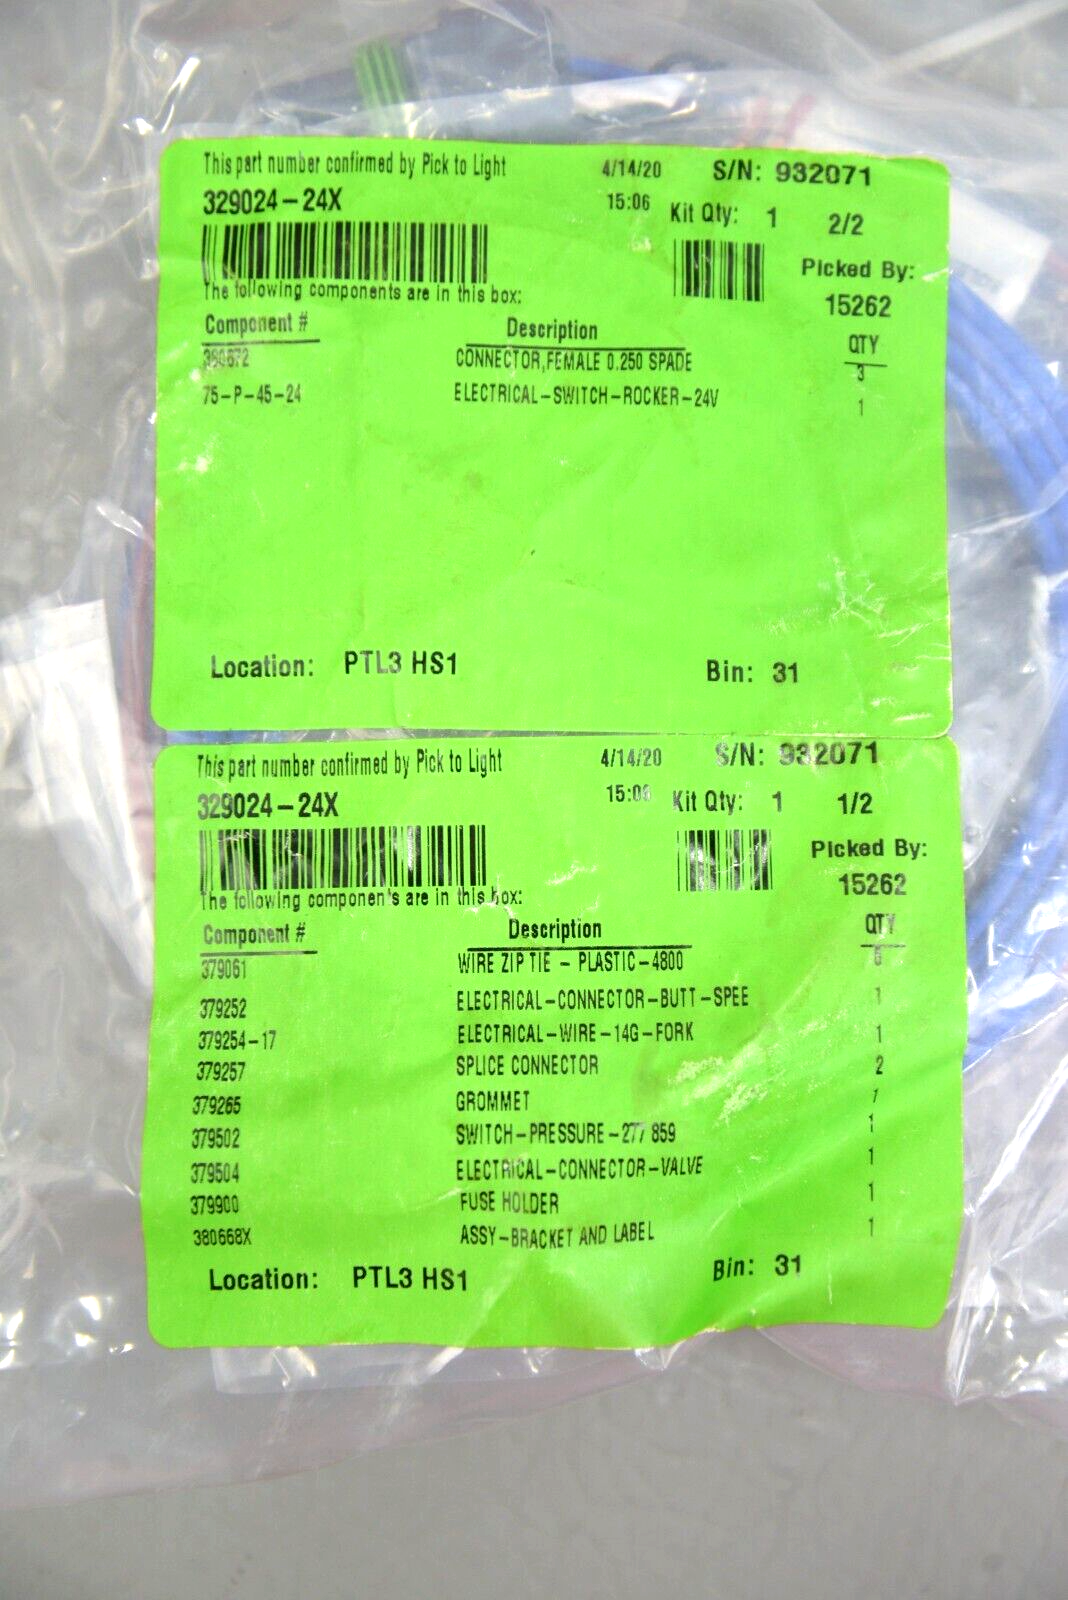 This part number confirmed by Pick to Light 4/14/20 S/N: 932071
329024-24X 15:06 Kit Qty: 1 2/2
Picked By:
15262
The following components are in this box:
Component # Description QTY
CONNECTOR,FEMALE 0.250 SPADE 3
75-P-45-24 ELECTRICAL-SWITCH-ROCKER-24V 1
Location: PTL3 HS1 Bin: 31
This part number confirmed by Pick to Light 4/14/20 S/N: 932071
329024-24X 15:06 Kit Qty: 1 1/2
Picked By:
15262
The following components are in this box:
Component # Description QTY
379061 WIRE ZIP TIE - PLASTIC-4800
379252 ELECTRICAL-CONNECTOR-BUTT-SPEE 1
379254-17 ELECTRICAL-WIRE-14G-FORK 1
379257 SPLICE CONNECTOR 2
379265 GROMMET 1
379502 SWITCH-PRESSURE-277 859 1
379504 ELECTRICAL-CONNECTOR-VALVE 1
379900 FUSE HOLDER 1
380668X ASSY-BRACKET AND LABEL 1
Location: PTL3 HS1 Bin: 31